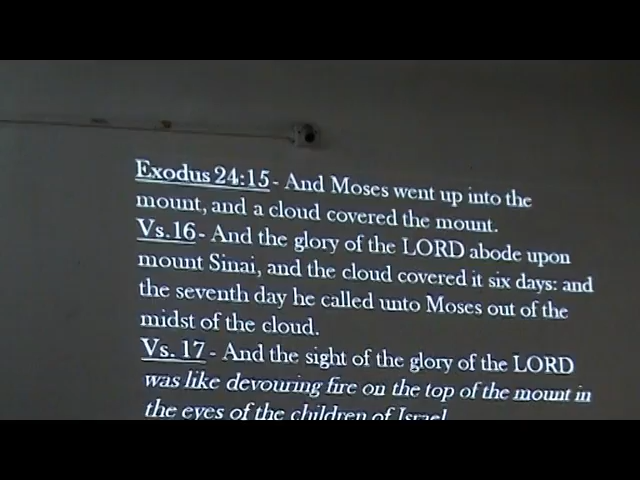 Exodus 24:15- And Moses went up into the
mount, and a cloud covered the mount.
Vs.16- And the glory of the LORD abode upon
mount Sinai, and the cloud covered it six days: and
the seventh day he called unto Moses out of the
midst of the cloud.
Vs. 17- And the sight of the glory of the LORD
was like devouring fire on the top of the mount in
the eyes of the children of Israel